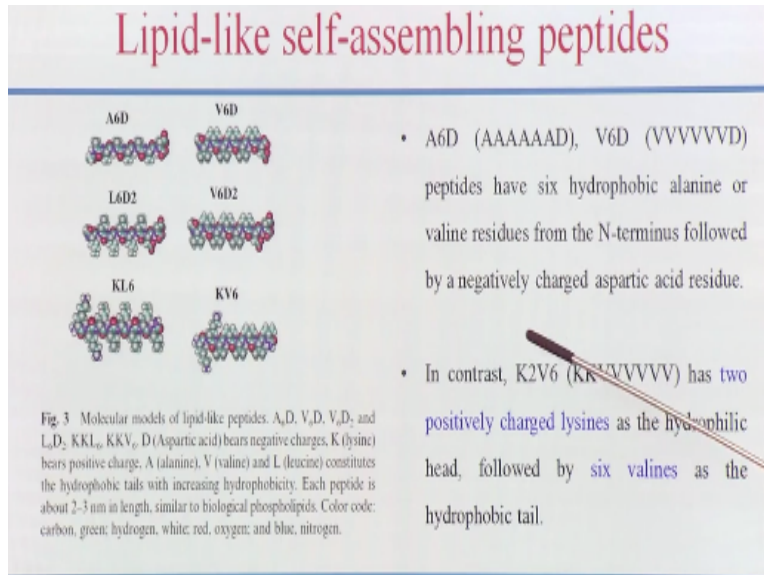 Lipid-like self-assembling peptides
A6D
V6D
L6D2
V6D2
KL6
KV6
Fig. 3 Molecular models of lipid-like peptides. A₆D, V₆D, V₆D₂ and
L₆D₂ KKL₆, KKV₆. D (Aspartic acid) bears negative charges, K (lysine)
bears positive charge, A (alanine), V (valine) and L (leucine) constitutes
the hydrophobic tails with increasing hydrophobicity. Each peptide is
about 2–3 nm in length, similar to biological phospholipids. Color code:
carbon, green; hydrogen, white; red, oxygen; and blue, nitrogen.
• A6D (AAAAAAD), V6D (VVVVVVD)
peptides have six hydrophobic alanine or
valine residues from the N-terminus followed
by a negatively charged aspartic acid residue.
• In contrast, K2V6 (KKVVVVVV) has two
positively charged lysines as the hydrophilic
head, followed by six valines as the
hydrophobic tail.